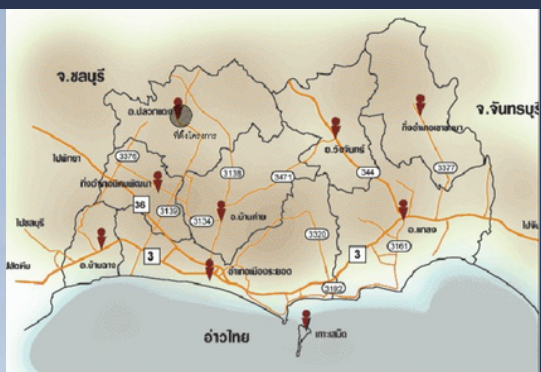 จ.ชลบุรี
อ.ปลวกแดง
ที่ตั้งโครงการ
อ.วังจันทร์
กิ่งอำเภอเขาชะเมา
จ.จันทรบุรี
ไปพัทยา
3376
กิ่งอำเภอนิคมพัฒนา
3138
3471
344
3377
36
3139
3134
อ.บ้านค่าย
3320
อ.แกลง
3161
ไปชลบุรี
ไปจัน
อ.บ้านฉาง
3
อำเภอเมืองระยอง
3
3192
อ่าวไทย
เกาะเสม็ด